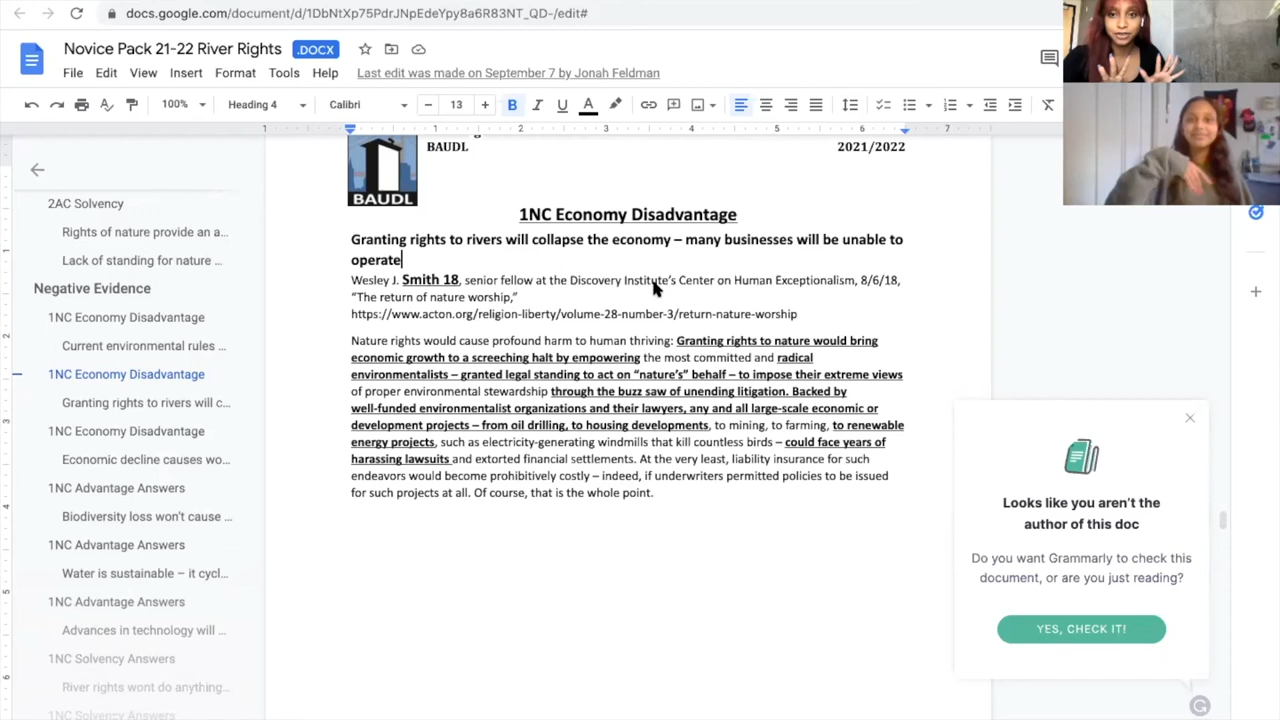 docs.google.com/document/d/1DbNtXp75PdrJNpEdeYpy8a6R83NT_QD-/edit#
Novice Pack 21-22 River Rights .DOCX
File Edit View Insert Format Tools Help Last edit was made on September 7 by Jonah Feldman
100% Heading 4 Calibri 13 B I U A
1 1 2 3 4 5 6 7
2AC Solvency
Rights of nature provide an a...
Lack of standing for nature ...
Negative Evidence
1NC Economy Disadvantage
Current environmental rules ...
1NC Economy Disadvantage
Granting rights to rivers will c...
1NC Economy Disadvantage
Economic decline causes wo...
1NC Advantage Answers
Biodiversity loss won't cause ...
1NC Advantage Answers
Water is sustainable – it cycl...
1NC Advantage Answers
Advances in technology will ...
1NC Solvency Answers
River rights wont do anything...
1NC Solvency Answers
BAUDL 2021/2022
BAUDL
1NC Economy Disadvantage
Granting rights to rivers will collapse the economy – many businesses will be unable to
operate
Wesley J. Smith 18, senior fellow at the Discovery Institute's Center on Human Exceptionalism, 8/6/18,
"The return of nature worship,"
https://www.acton.org/religion-liberty/volume-28-number-3/return-nature-worship
Nature rights would cause profound harm to human thriving: Granting rights to nature would bring
economic growth to a screeching halt by empowering the most committed and radical
environmentalists – granted legal standing to act on "nature's" behalf – to impose their extreme views
of proper environmental stewardship through the buzz saw of unending litigation. Backed by
well-funded environmentalist organizations and their lawyers, any and all large-scale economic or
development projects – from oil drilling, to housing developments, to mining, to farming, to renewable
energy projects, such as electricity-generating windmills that kill countless birds – could face years of
harassing lawsuits and extorted financial settlements. At the very least, liability insurance for such
endeavors would become prohibitively costly – indeed, if underwriters permitted policies to be issued
for such projects at all. Of course, that is the whole point.
Looks like you aren't the
author of this doc
Do you want Grammarly to check this
document, or are you just reading?
YES, CHECK IT!